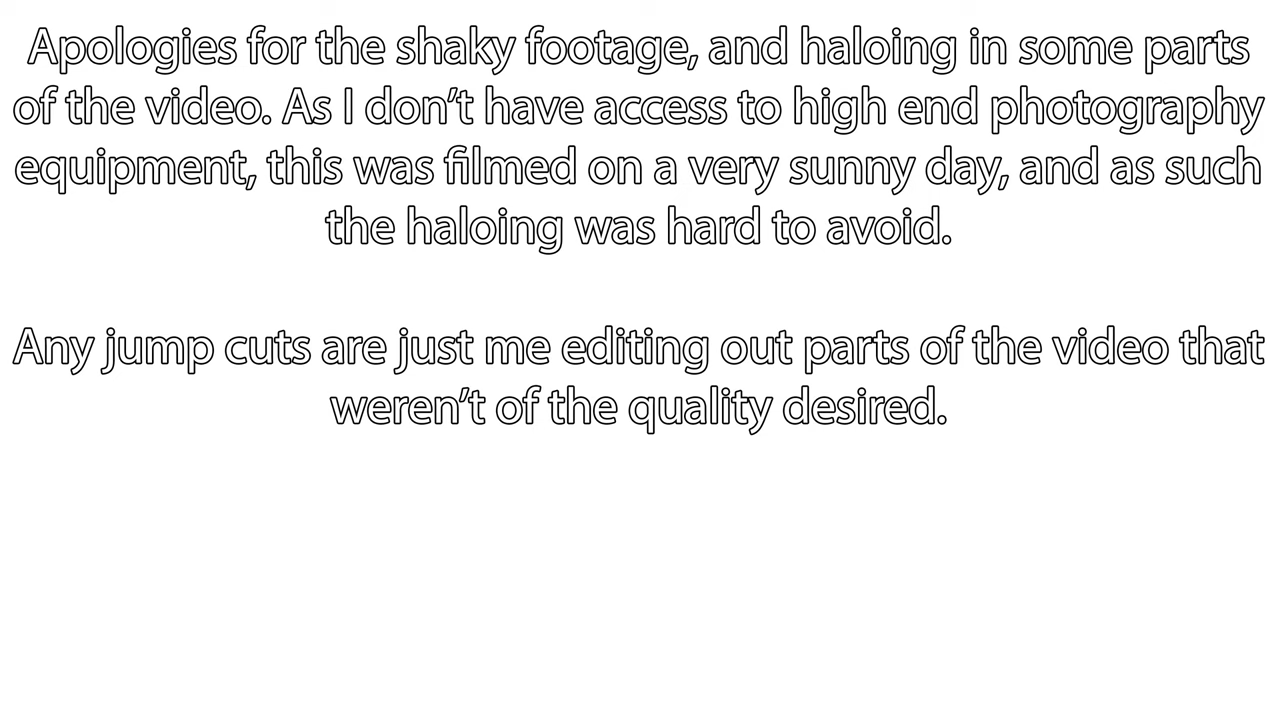 Apologies for the shaky footage, and haloing in some parts
of the video. As I don’t have access to high end photography
equipment, this was filmed on a very sunny day, and as such
the haloing was hard to avoid.
Any jump cuts are just me editing out parts of the video that
weren’t of the quality desired.